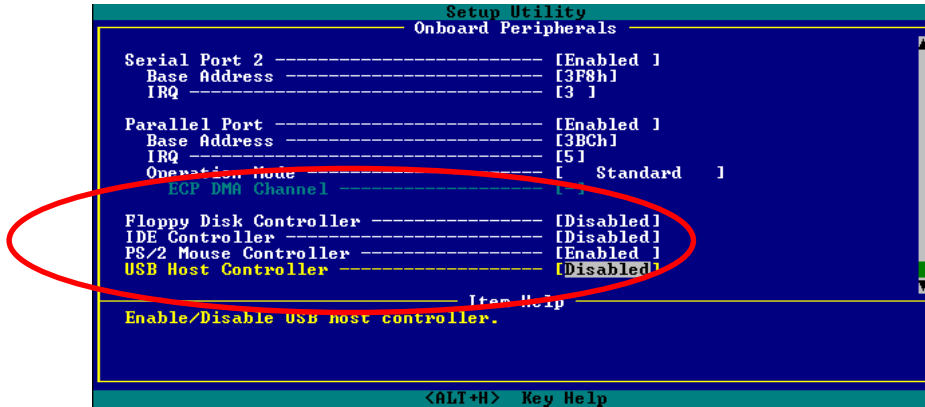 Setup Utility
Onboard Peripherals
Serial Port 2 ---------------------- [Enabled ]
Base Address ---------------------- [3F8h]
IRQ ------------------------------ [3 ]
Parallel Port ---------------------- [Enabled ]
Base Address ---------------------- [3BCh]
IRQ ------------------------------ [5]
Operation Mode -------------------- [ Standard ]
ECP DMA Channel ----------------- [-]
Floppy Disk Controller -------------- [Disabled]
IDE Controller --------------------- [Disabled]
PS/2 Mouse Controller -------------- [Enabled ]
USB Host Controller ---------------- [Disabled]
Item Help
Enable/Disable USB host controller.
<ALT+H> Key Help